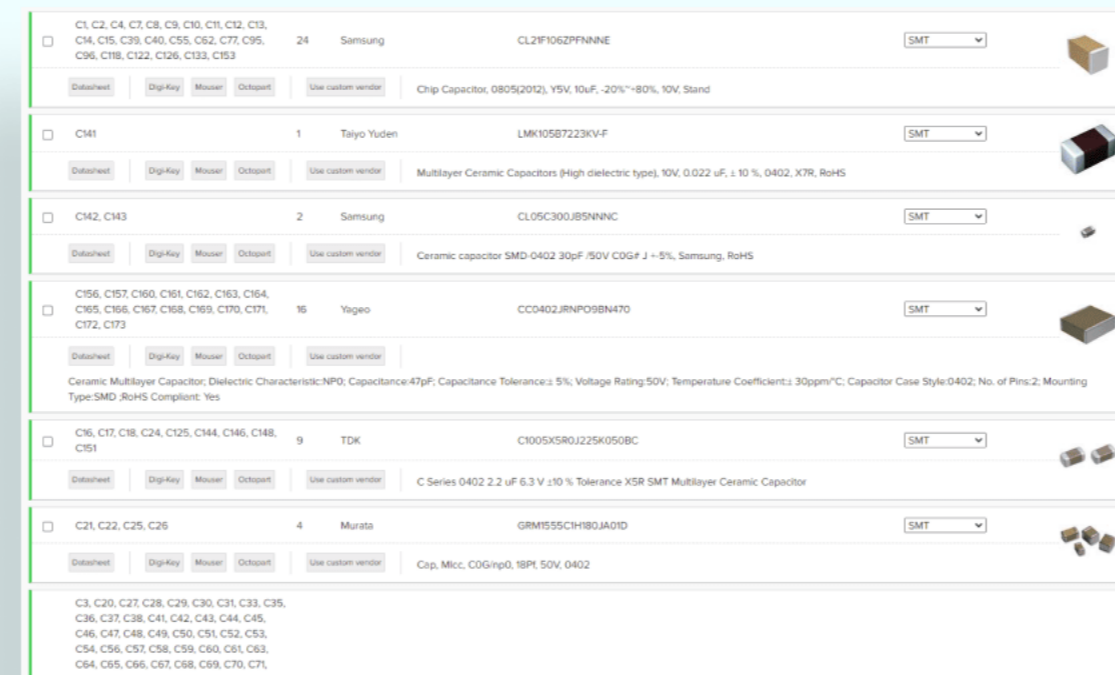 C1, C2, C4, C7, C8, C9, C10, C11, C12, C13,
C14, C15, C39, C40, C55, C62, C77, C95,
C96, C118, C122, C126, C133, C153
24 Samsung CL21F106ZPFNNNE SMT
Datasheet Digi-Key Mouser Octopart Use custom vendor Chip Capacitor, 0805(2012), Y5V, 10uF, -20%~+80%, 10V, Stand
C141 1 Taiyo Yuden LMK105B7223KV-F SMT
Datasheet Digi-Key Mouser Octopart Use custom vendor Multilayer Ceramic Capacitors (High dielectric type), 10V, 0.022 uF, ± 10 %, 0402, X7R, RoHS
C142, C143 2 Samsung CL05C300JB5NNNC SMT
Datasheet Digi-Key Mouser Octopart Use custom vendor Ceramic capacitor SMD-0402 30pF /50V C0G# J +-5%, Samsung, RoHS
C156, C157, C160, C161, C162, C163, C164,
C165, C166, C167, C168, C169, C170, C171,
C172, C173
16 Yageo CC0402JRNPO9BN470 SMT
Datasheet Digi-Key Mouser Octopart Use custom vendor
Ceramic Multilayer Capacitor; Dielectric Characteristic:NP0; Capacitance:47pF; Capacitance Tolerance:± 5%; Voltage Rating:50V; Temperature Coefficient:± 30ppm/°C; Capacitor Case Style:0402; No. of Pins:2; Mounting
Type:SMD ;RoHS Compliant: Yes
C16, C17, C18, C24, C125, C144, C146, C148,
C151
9 TDK C1005X5R0J225K050BC SMT
Datasheet Digi-Key Mouser Octopart Use custom vendor C Series 0402 2.2 uF 6.3 V ±10 % Tolerance X5R SMT Multilayer Ceramic Capacitor
C21, C22, C25, C26 4 Murata GRM1555C1H180JA01D SMT
Datasheet Digi-Key Mouser Octopart Use custom vendor Cap, Mlcc, C0G/np0, 18Pf, 50V, 0402
C3, C20, C27, C28, C29, C30, C31, C33, C35,
C36, C37, C38, C41, C42, C43, C44, C45,
C46, C47, C48, C49, C50, C51, C52, C53,
C54, C56, C57, C58, C59, C60, C61, C63,
C64, C65, C66, C67, C68, C69, C70, C71,